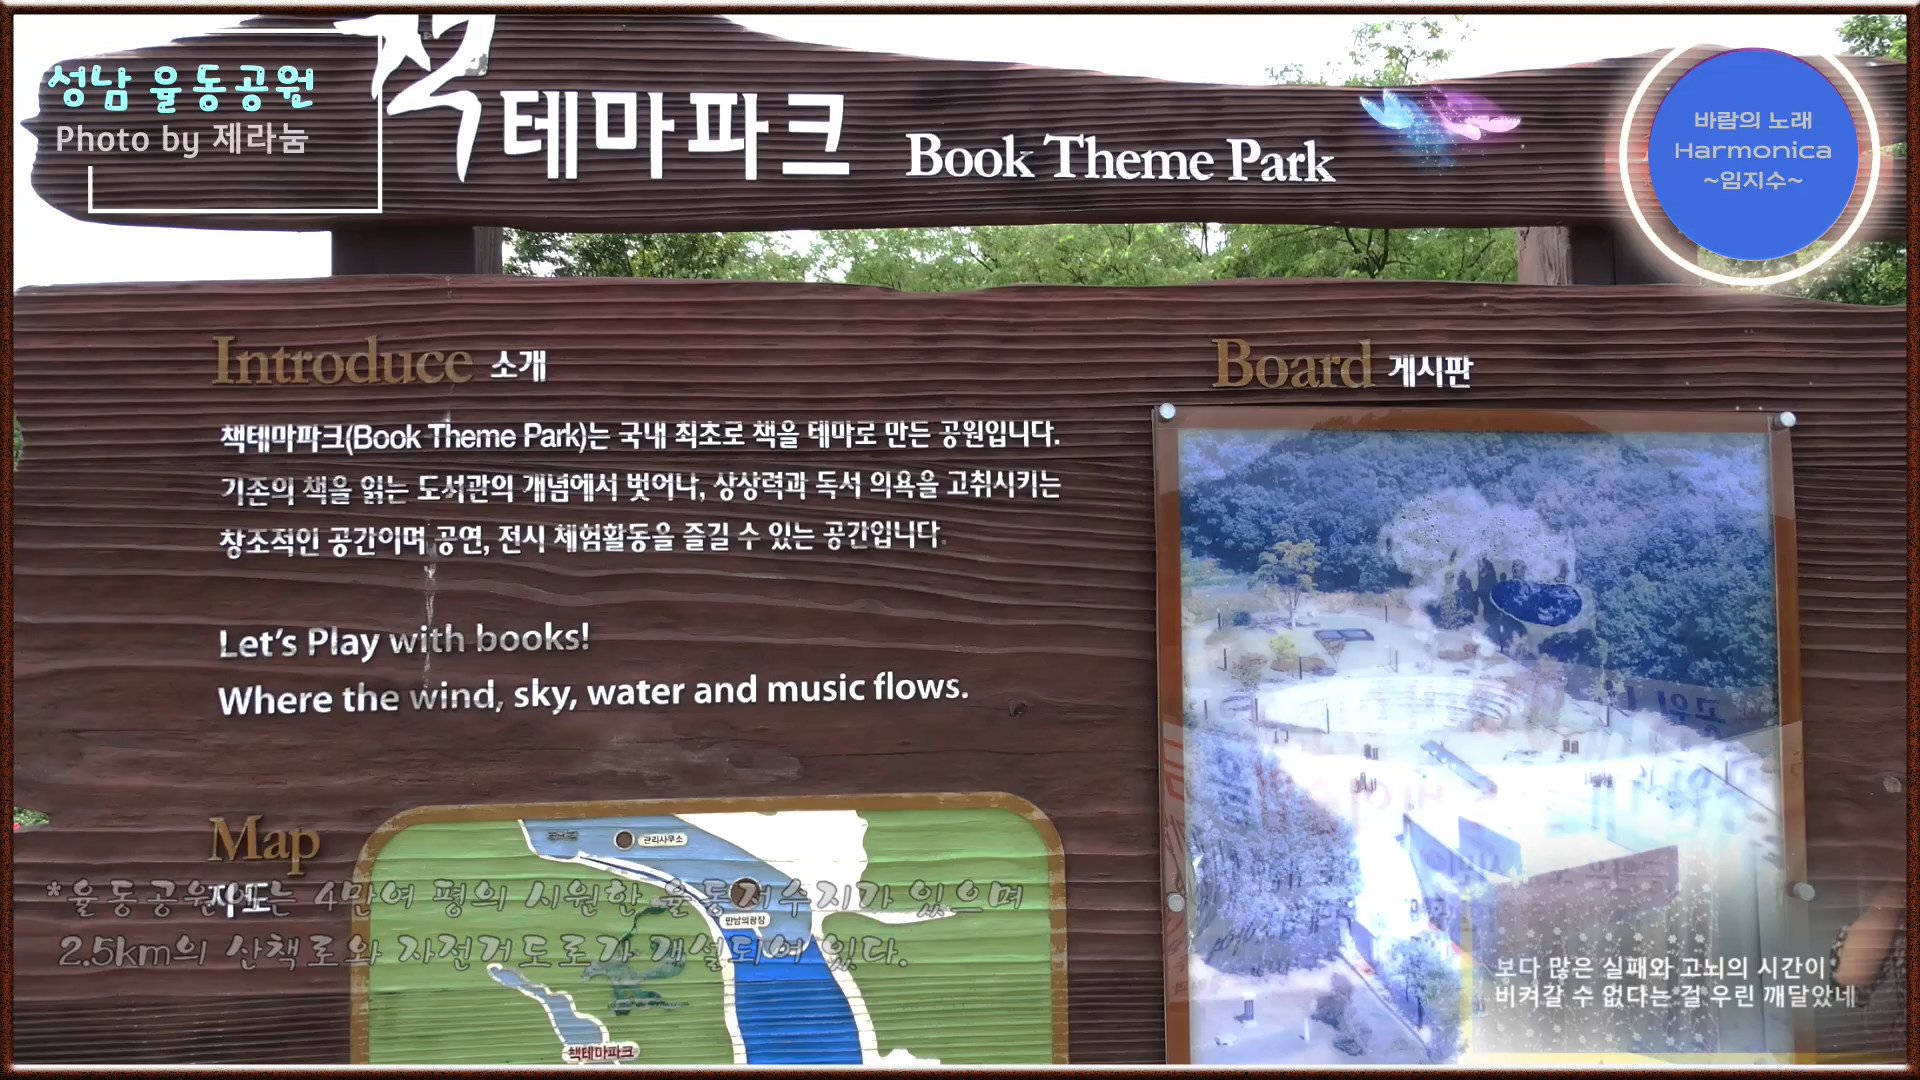 성남 율동공원
Photo by 제라눔
책테마파크 Book Theme Park
바람의 노래
Harmonica
~임지수~
Introduce 소개
책테마파크(Book Theme Park)는 국내 최초로 책을 테마로 만든 공원입니다.
기존의 책을 읽는 도서관의 개념에서 벗어나, 상상력과 독서 의욕을 고취시키는
창조적인 공간이며 공연, 전시 체험활동을 즐길 수 있는 공간입니다.
Let's Play with books!
Where the wind, sky, water and music flows.
Board 게시판
Map
지도
관리사무소
만남의광장
책테마파크
*율동공원에는 4만여 평의 시원한 율동저수지가 있으며
2.5km의 산책로와 자전거도로가 개설되어 있다.
보다 많은 실패와 고뇌의 시간이
비켜갈 수 없다는 걸 우린 깨달았네